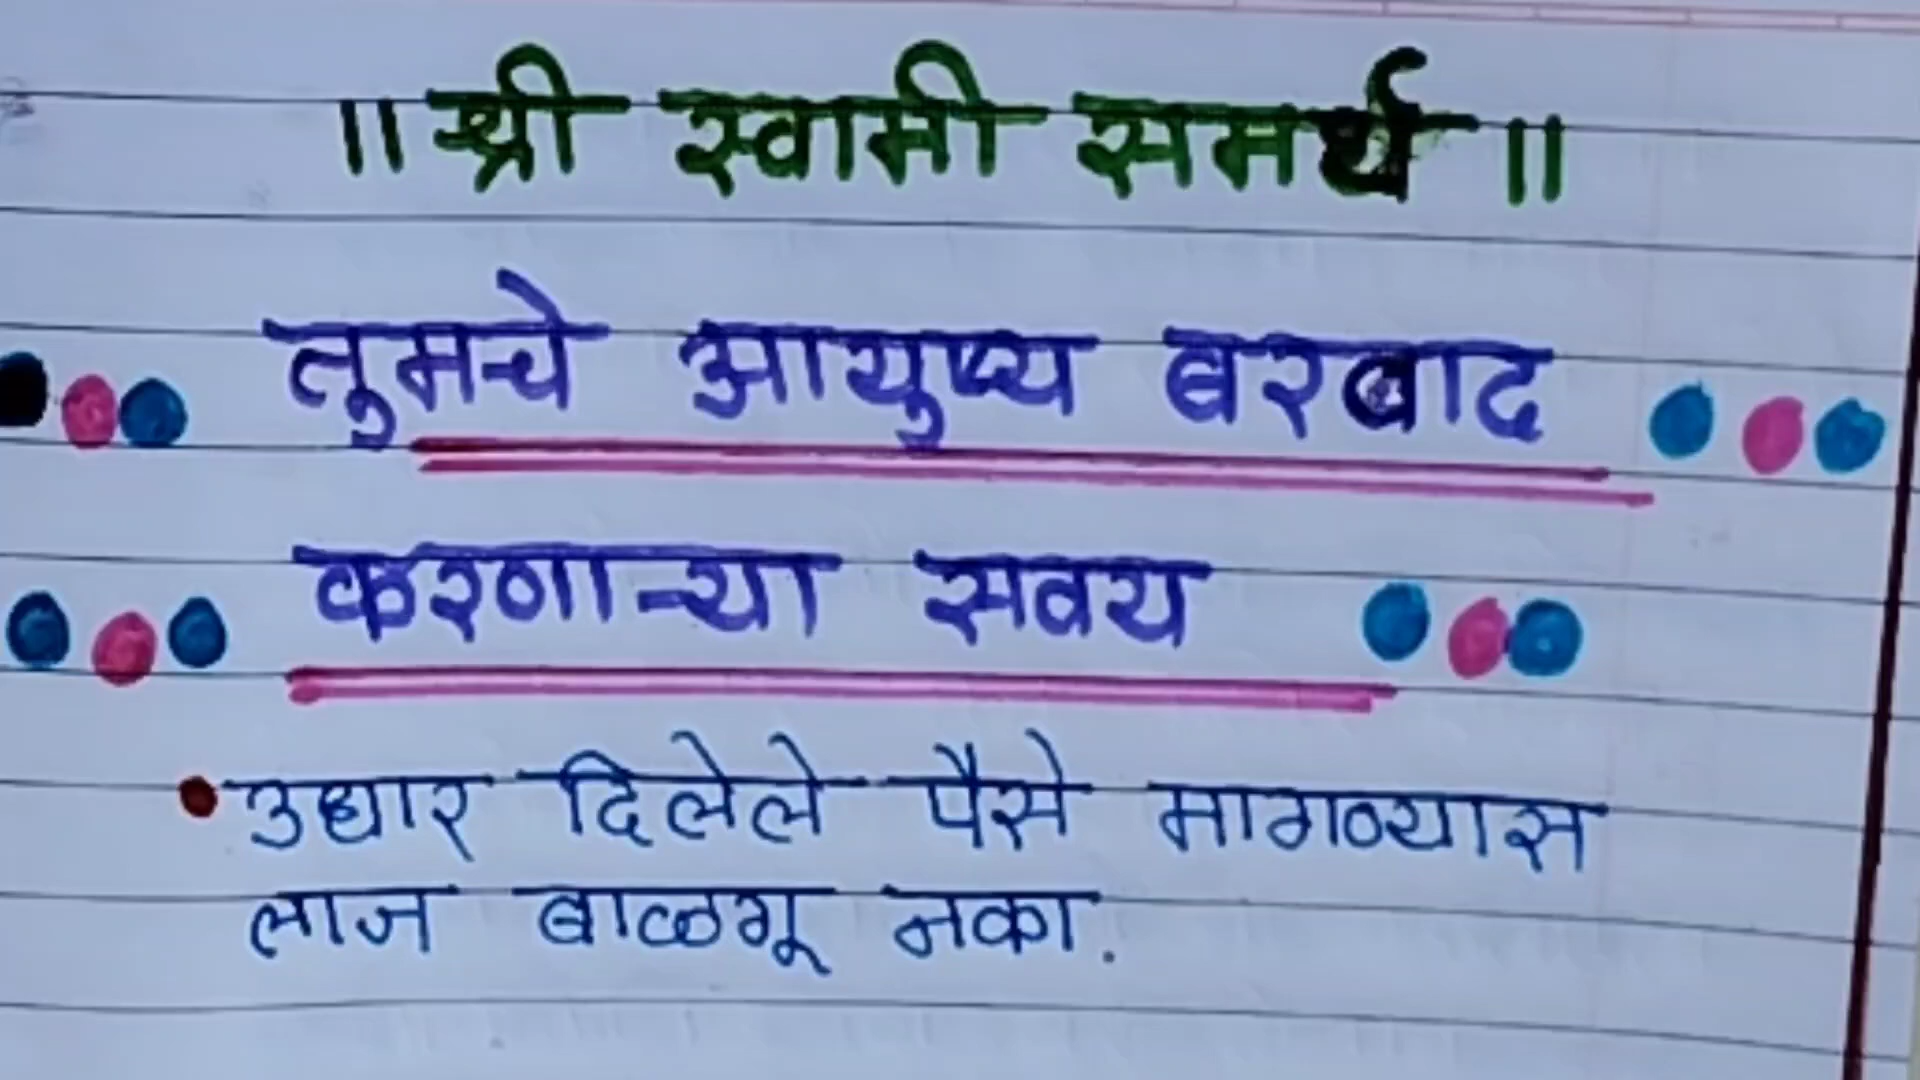 ॥ श्री स्वामी समर्थ ॥
तुमचे आयुष्य बरबाद
करणाऱ्या सवय
• उधार दिलेले पैसे मागण्यास
लाज बाळगू नका.